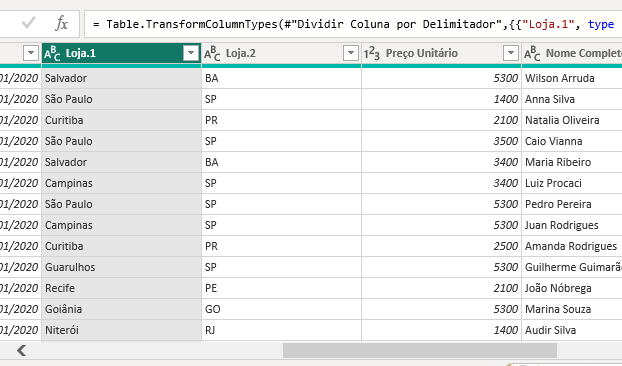 fx = Table.TransformColumnTypes(#"Dividir Coluna por Delimitador",{{"Loja.1", type
ABC Loja.1 ABC Loja.2 123 Preço Unitário ABC Nome Complet
01/2020 Salvador BA 5300 Wilson Arruda
01/2020 São Paulo SP 1400 Anna Silva
01/2020 Curitiba PR 2100 Natalia Oliveira
01/2020 São Paulo SP 3500 Caio Vianna
01/2020 Salvador BA 3400 Maria Ribeiro
01/2020 Campinas SP 3400 Luiz Procaci
01/2020 São Paulo SP 5300 Pedro Pereira
01/2020 Campinas SP 5300 Juan Rodrigues
01/2020 Curitiba PR 2500 Amanda Rodrigues
01/2020 Guarulhos SP 5300 Guilherme Guimarã
01/2020 Recife PE 2100 João Nóbrega
01/2020 Goiânia GO 5300 Marina Souza
01/2020 Niterói RJ 1400 Audir Silva